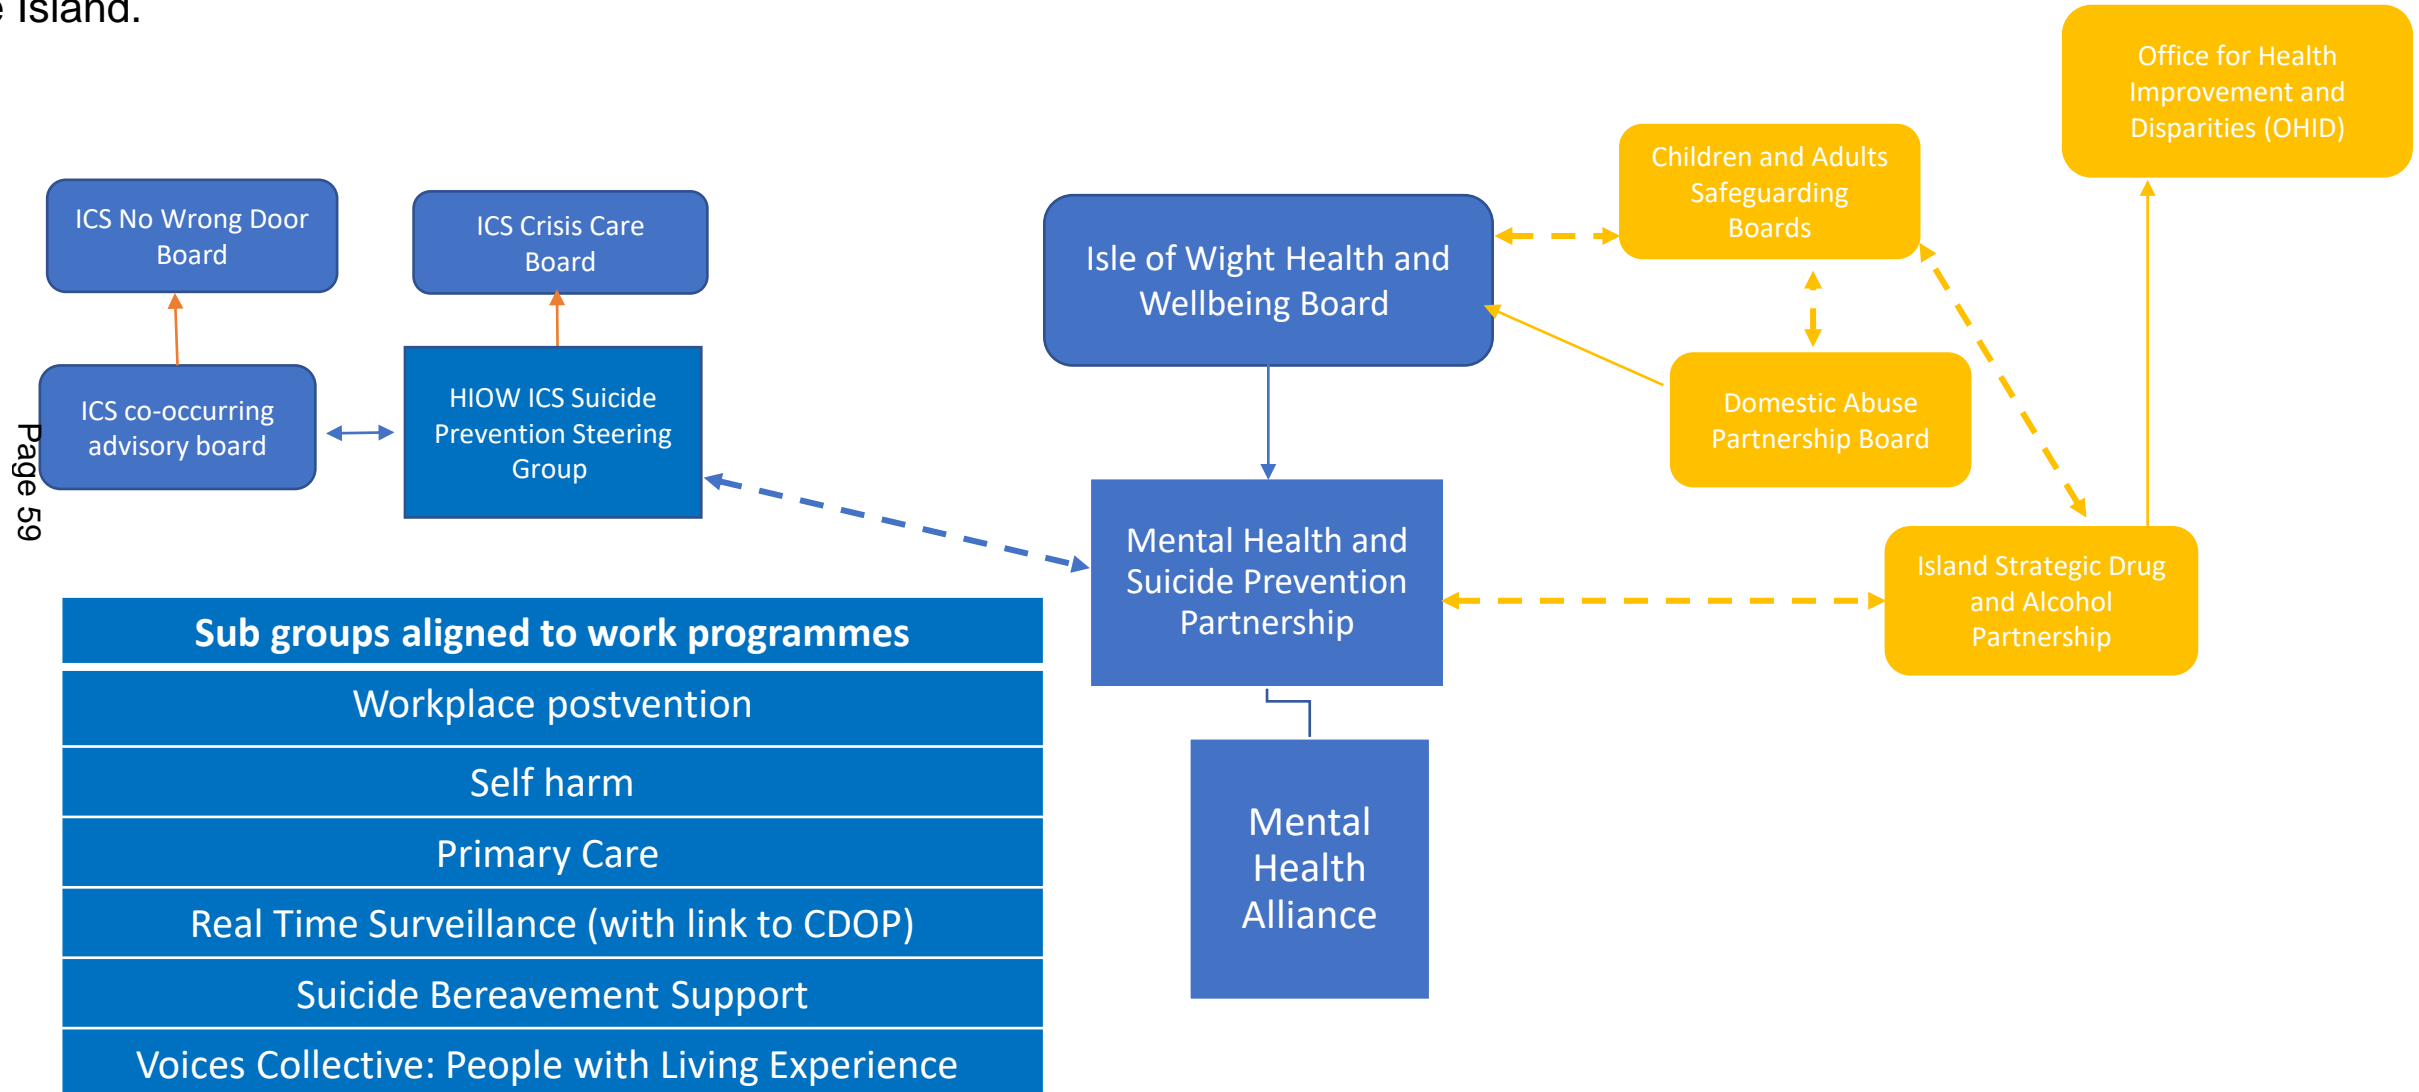 e Island.
Office for Health
Improvement and
Disparities (OHID)
Children and Adults
Safeguarding
Boards
ICS No Wrong Door
Board
ICS Crisis Care
Board
Isle of Wight Health and
Wellbeing Board
ICS co-occurring
advisory board
HIOW ICS Suicide
Prevention Steering
Group
Domestic Abuse
Partnership Board
Page 59
Mental Health and
Suicide Prevention
Partnership
Island Strategic Drug
and Alcohol
Partnership
Sub groups aligned to work programmes
Workplace postvention
Self harm
Primary Care
Real Time Surveillance (with link to CDOP)
Suicide Bereavement Support
Voices Collective: People with Living Experience
Mental
Health
Alliance